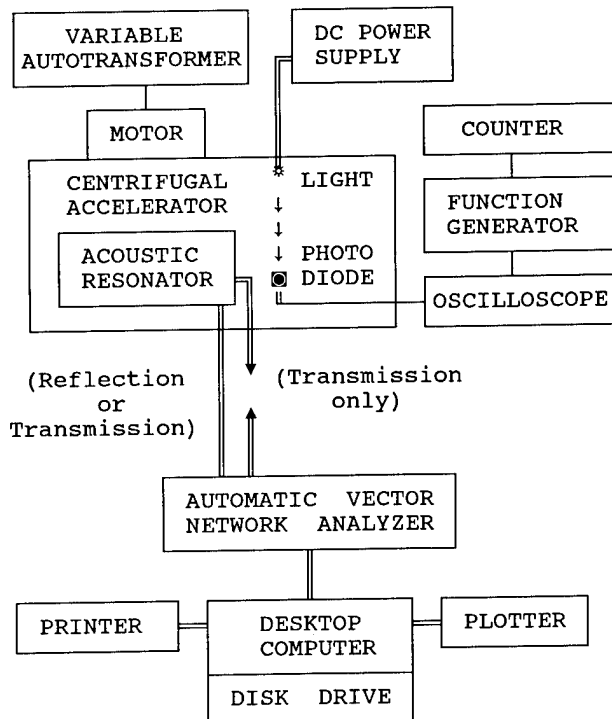 VARIABLE
AUTOTRANSFORMER
DC POWER
SUPPLY
MOTOR
COUNTER
CENTRIFUGAL
ACCELERATOR
LIGHT
FUNCTION
GENERATOR
ACOUSTIC
RESONATOR
PHOTO
DIODE
OSCILLOSCOPE
(Reflection
or
Transmission)
(Transmission
only)
AUTOMATIC VECTOR
NETWORK ANALYZER
PRINTER
DESKTOP
COMPUTER
PLOTTER
DISK DRIVE